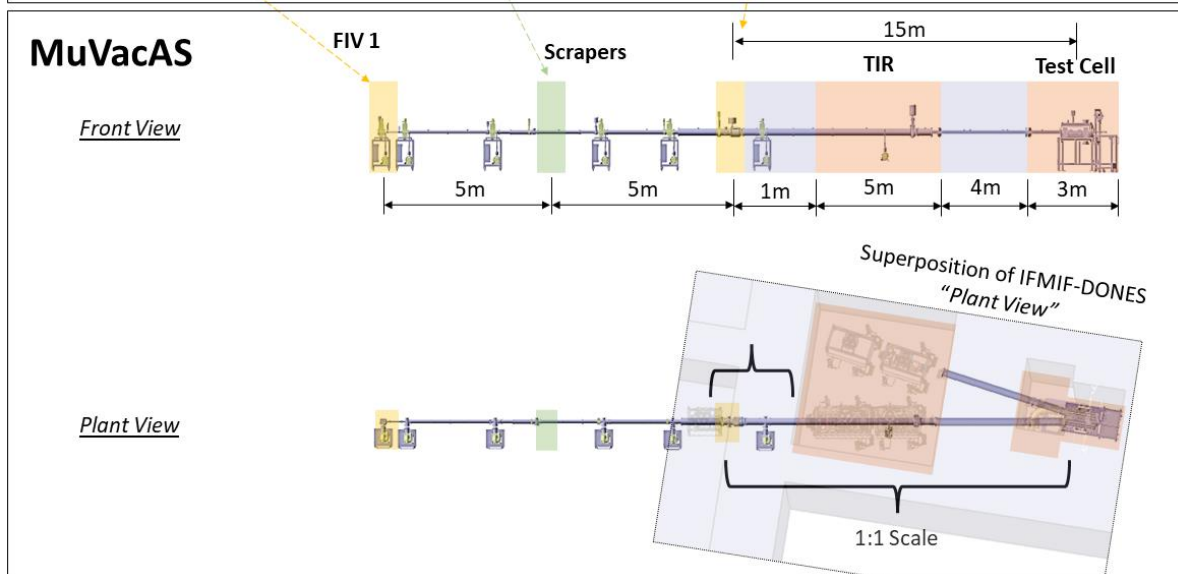 MuVacAS
FIV 1
Scrapers
15m
TIR
Test Cell
Front View
5m
5m
1m
5m
4m
3m
Superposition of IFMIF-DONES
“Plant View”
Plant View
1:1 Scale